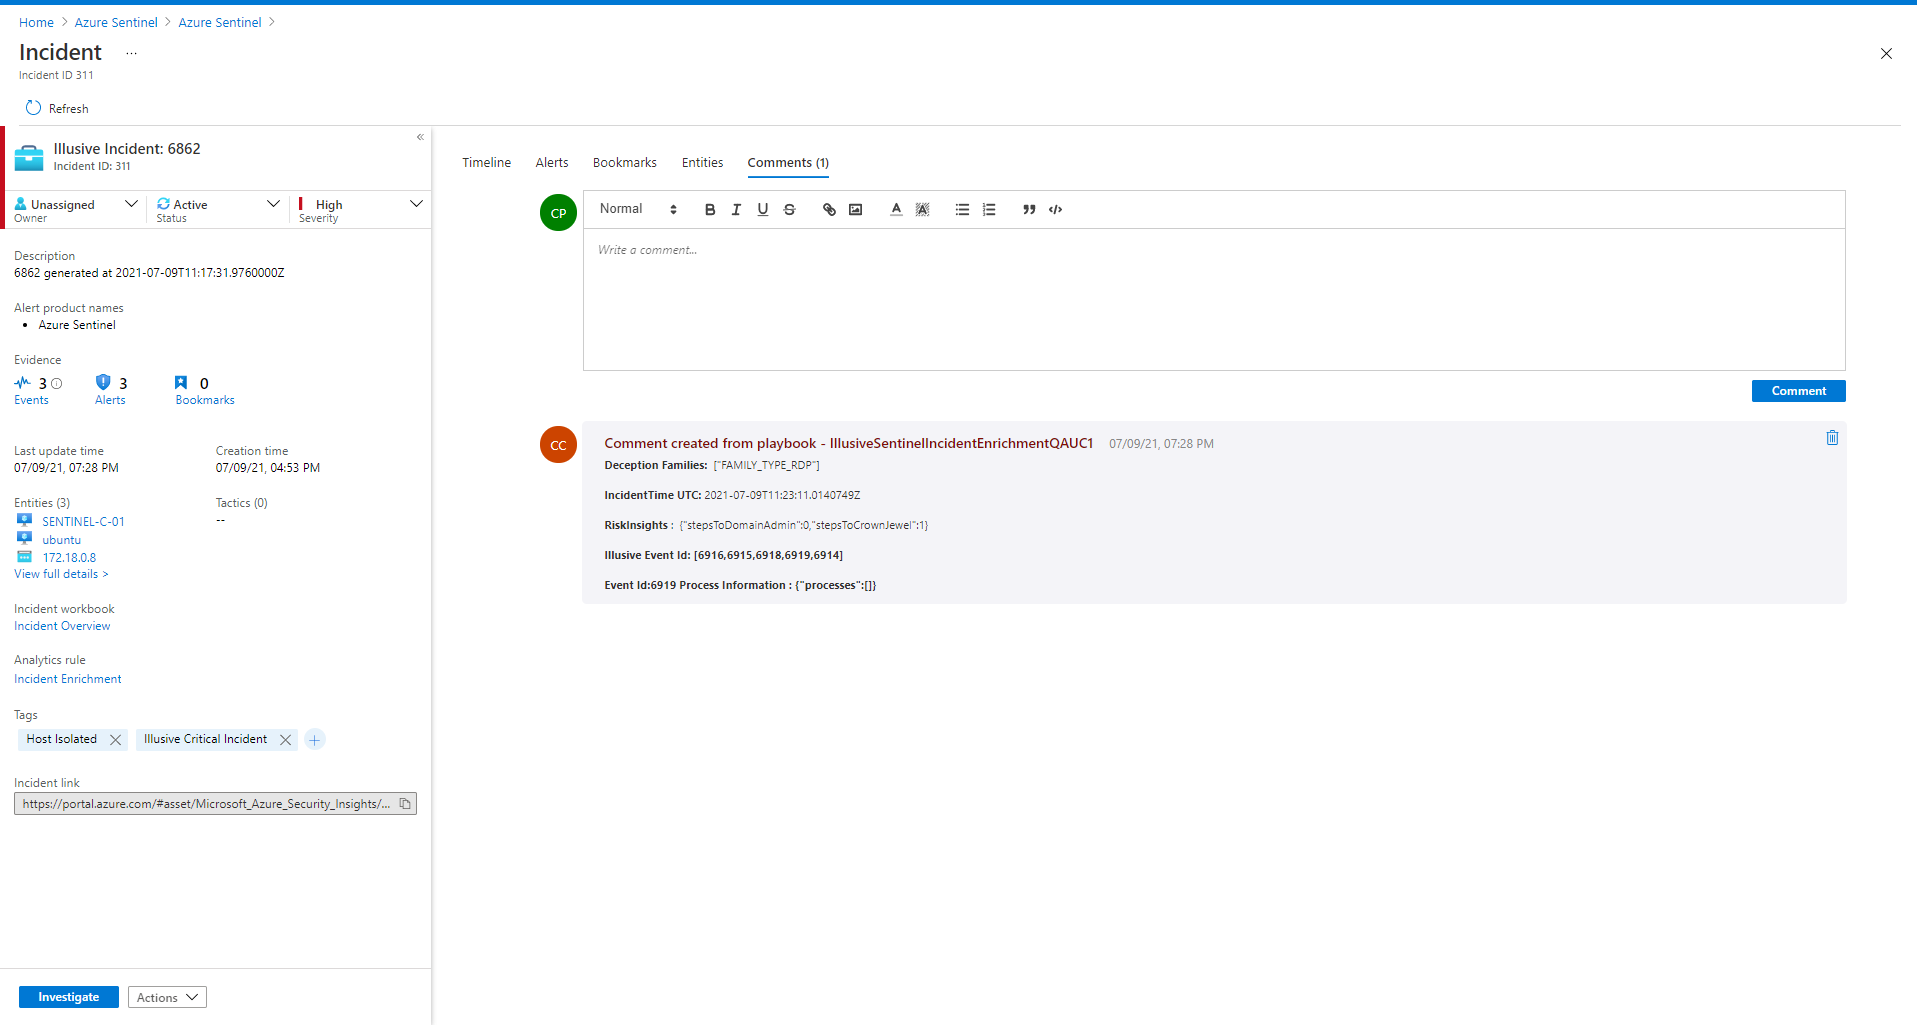 Home > Azure Sentinel > Azure Sentinel >
Incident ...
Incident ID 311
Refresh
«
Illusive Incident: 6862
Incident ID: 311
Unassigned
Owner
Active
Status
High
Severity
Description
6862 generated at 2021-07-09T11:17:31.9760000Z
Alert product names
• Azure Sentinel
Evidence
3 Events
3 Alerts
0 Bookmarks
Last update time
07/09/21, 07:28 PM
Creation time
07/09/21, 04:53 PM
Entities (3)
SENTINEL-C-01
ubuntu
172.18.0.8
View full details >
Tactics (0)
--
Incident workbook
Incident Overview
Analytics rule
Incident Enrichment
Tags
Host Isolated
Illusive Critical Incident
Incident link
https://portal.azure.com/#asset/Microsoft_Azure_Security_Insights/...
Investigate
Actions
Timeline Alerts Bookmarks Entities Comments (1)
CP
Normal B I U S A A
Write a comment...
Comment
CC
Comment created from playbook - IllusiveSentinelIncidentEnrichmentQAUC1 07/09/21, 07:28 PM
Deception Families: ["FAMILY_TYPE_RDP"]
IncidentTime UTC: 2021-07-09T11:23:11.0140749Z
RiskInsights : {"stepsToDomainAdmin":0,"stepsToCrownJewel":1}
Illusive Event Id: [6916,6915,6918,6919,6914]
Event Id:6919 Process Information : {"processes":[]}